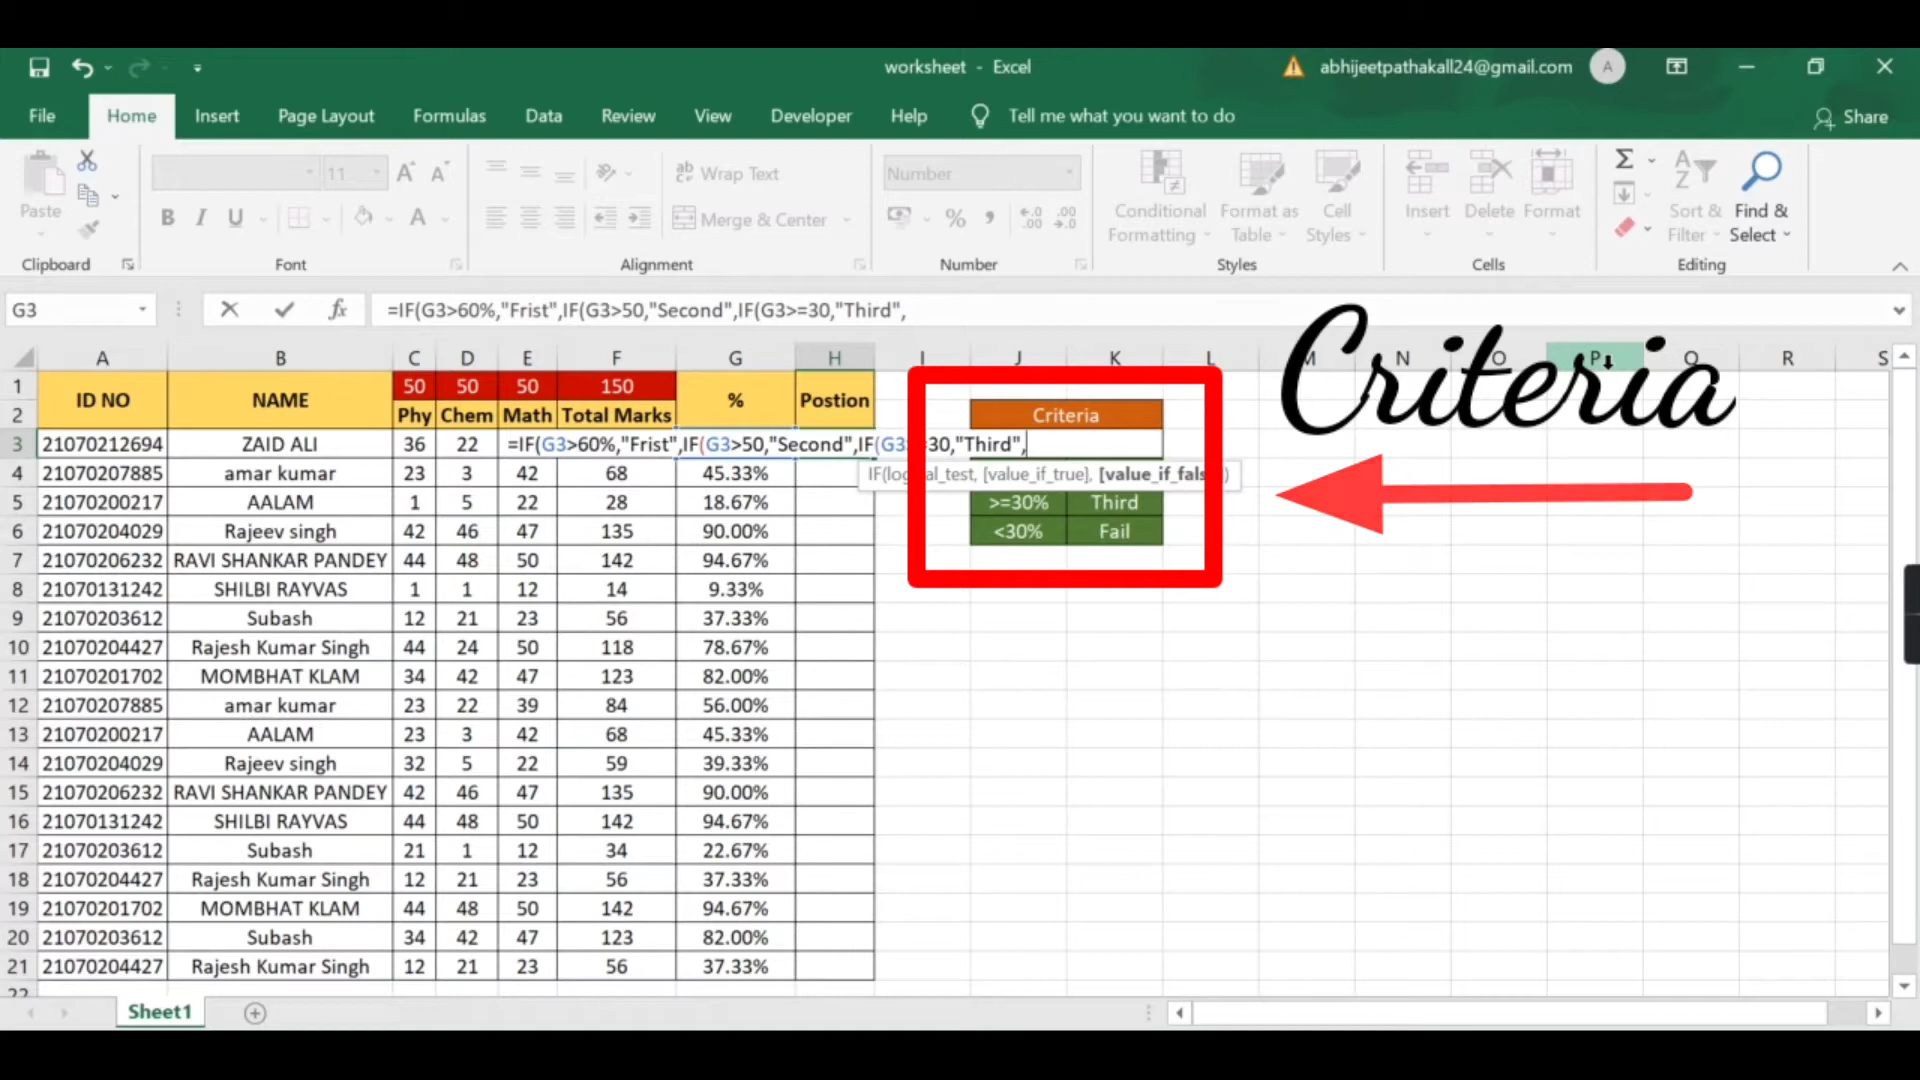 worksheet - Excel
abhijeetpathakall24@gmail.com A
File Home Insert Page Layout Formulas Data Review View Developer Help Tell me what you want to do Share
Paste
11
B I U
Wrap Text
Merge & Center
Number
Conditional Formatting
Format as Table
Cell Styles
Insert Delete Format
Sort & Filter
Find & Select
Clipboard Font Alignment Number Styles Cells Editing
G3 fx =IF(G3>60%,"Frist",IF(G3>50,"Second",IF(G3>=30,"Third",
Criteria
A B C D E F G H I J K L M N O P Q R S
1 ID NO NAME 50 50 50 150 % Postion
2 Phy Chem Math Total Marks Criteria
3 21070212694 ZAID ALI 36 22 =IF(G3>60%,"Frist",IF(G3>50,"Second",IF(G3 =30,"Third",
4 21070207885 amar kumar 23 3 42 68 45.33% IF(logical_test, [value_if_true], [value_if_fals )
5 21070200217 AALAM 1 5 22 28 18.67% >=30% Third
6 21070204029 Rajeev singh 42 46 47 135 90.00% <30% Fail
7 21070206232 RAVI SHANKAR PANDEY 44 48 50 142 94.67%
8 21070131242 SHILBI RAYVAS 1 1 12 14 9.33%
9 21070203612 Subash 12 21 23 56 37.33%
10 21070204427 Rajesh Kumar Singh 44 24 50 118 78.67%
11 21070201702 MOMBHAT KLAM 34 42 47 123 82.00%
12 21070207885 amar kumar 23 22 39 84 56.00%
13 21070200217 AALAM 23 3 42 68 45.33%
14 21070204029 Rajeev singh 32 5 22 59 39.33%
15 21070206232 RAVI SHANKAR PANDEY 42 46 47 135 90.00%
16 21070131242 SHILBI RAYVAS 44 48 50 142 94.67%
17 21070203612 Subash 21 1 12 34 22.67%
18 21070204427 Rajesh Kumar Singh 12 21 23 56 37.33%
19 21070201702 MOMBHAT KLAM 44 48 50 142 94.67%
20 21070203612 Subash 34 42 47 123 82.00%
21 21070204427 Rajesh Kumar Singh 12 21 23 56 37.33%
22
Sheet1